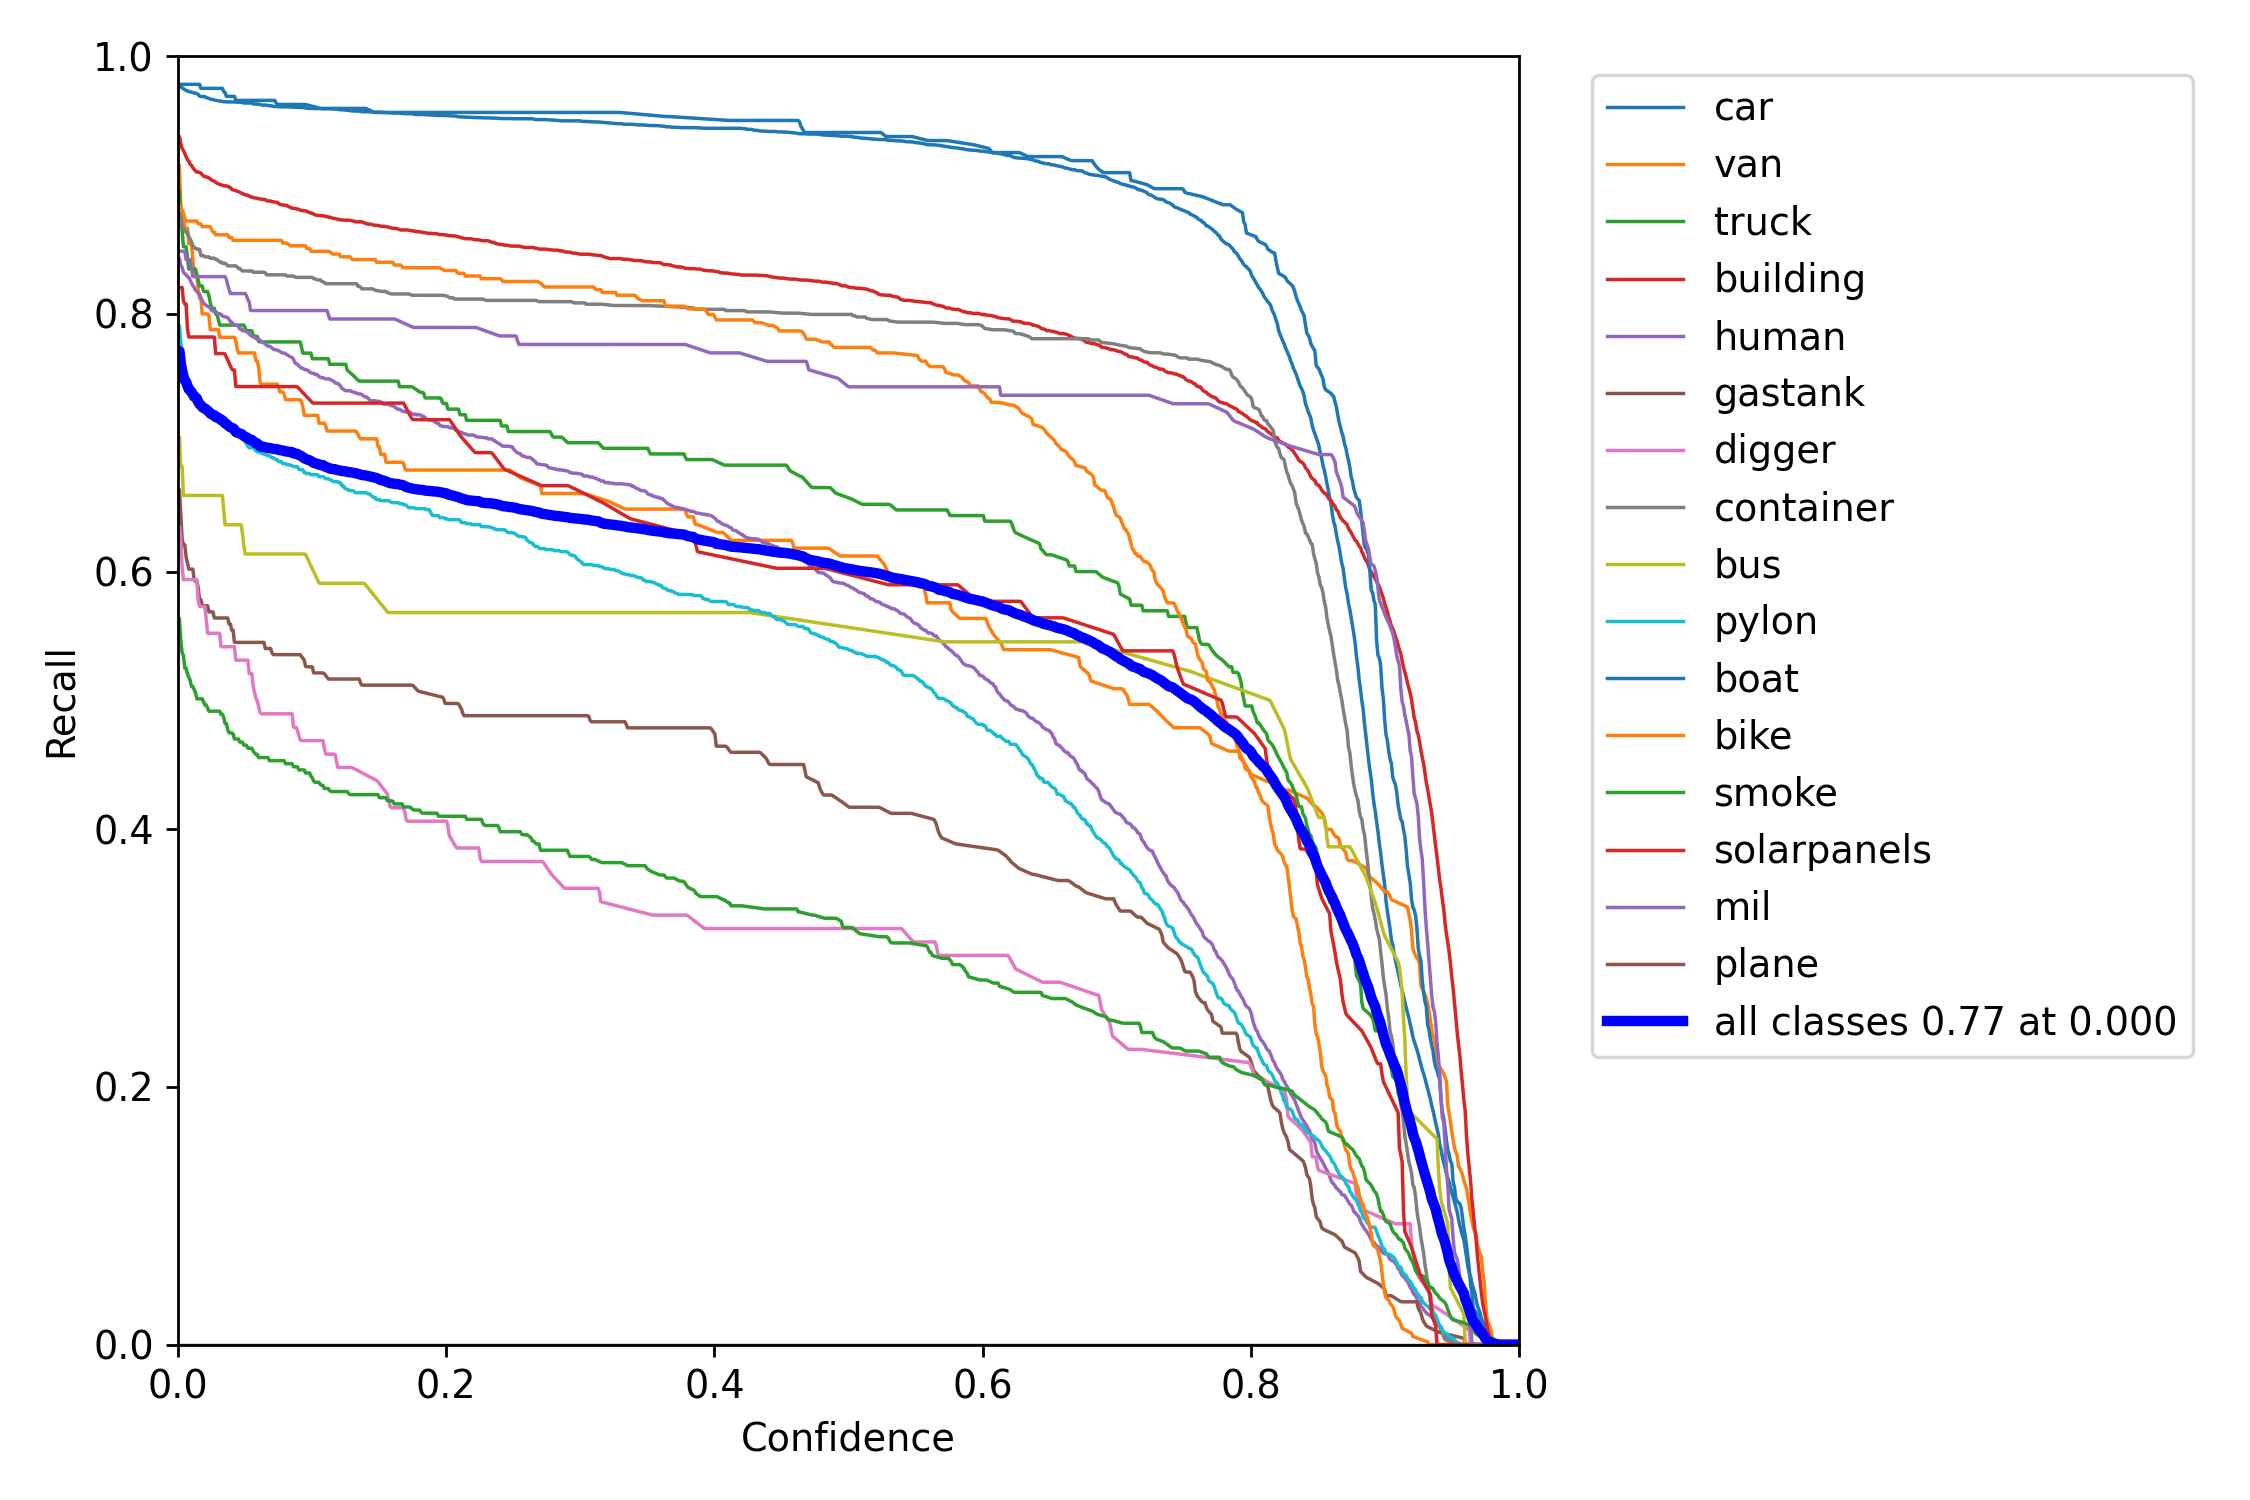 1.0
0.8
0.6
0.4
0.2
0.0
Recall
0.0 0.2 0.4 0.6 0.8 1.0
Confidence
car
van
truck
building
human
gastank
digger
container
bus
pylon
boat
bike
smoke
solarpanels
mil
plane
all classes 0.77 at 0.000